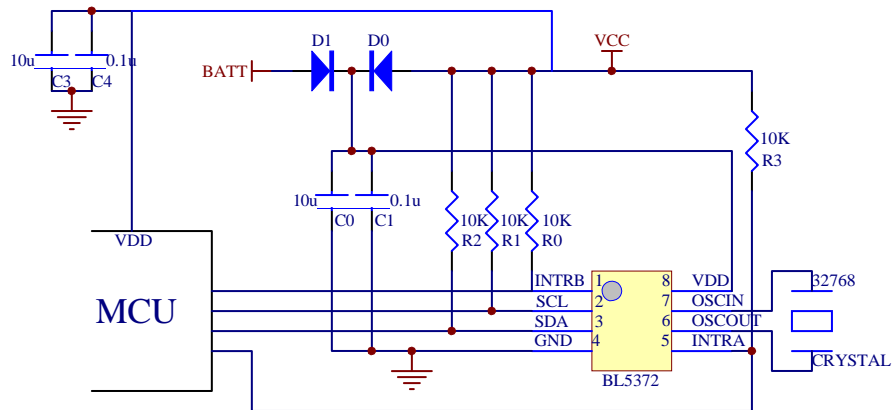 D1 D0 VCC
10u 0.1u
C3 C4
BATT
10K
R3
10u 0.1u 10K 10K 10K
C0 C1 R2 R1 R0
VDD
MCU
INTRB 1 8 VDD 32768
SCL 2 7 OSCIN
SDA 3 6 OSCOUT
GND 4 5 INTRA CRYSTAL
BL5372